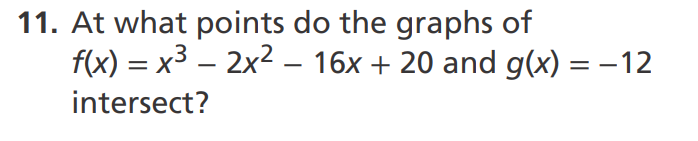 11. At what points do the graphs of
f(x) = x³ – 2x² – 16x + 20 and g(x) = –12
intersect?